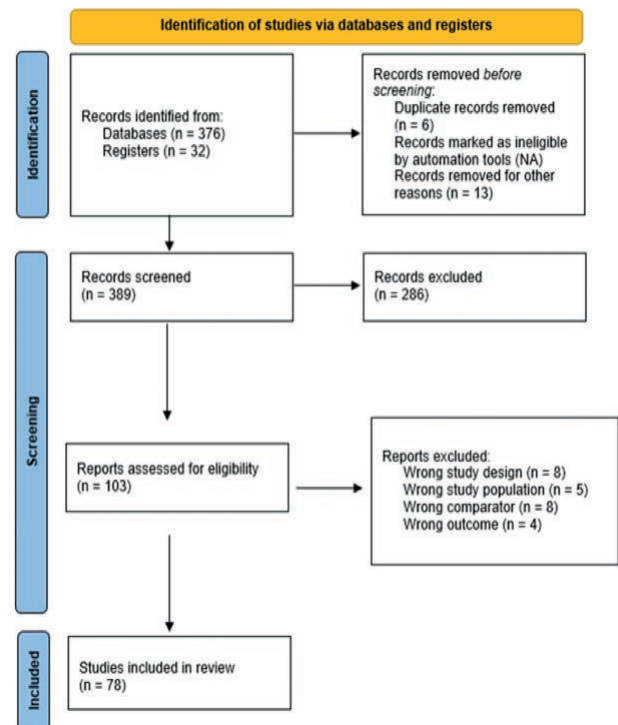 Identification of studies via databases and registers
Identification
Records identified from:
Databases (n = 376)
Registers (n = 32)
Records removed before
screening:
Duplicate records removed
(n = 6)
Records marked as ineligible
by automation tools (NA)
Records removed for other
reasons (n = 13)
Screening
Records screened
(n = 389)
Records excluded
(n = 286)
Reports assessed for eligibility
(n = 103)
Reports excluded:
Wrong study design (n = 8)
Wrong study population (n = 5)
Wrong comparator (n = 8)
Wrong outcome (n = 4)
Included
Studies included in review
(n = 78)